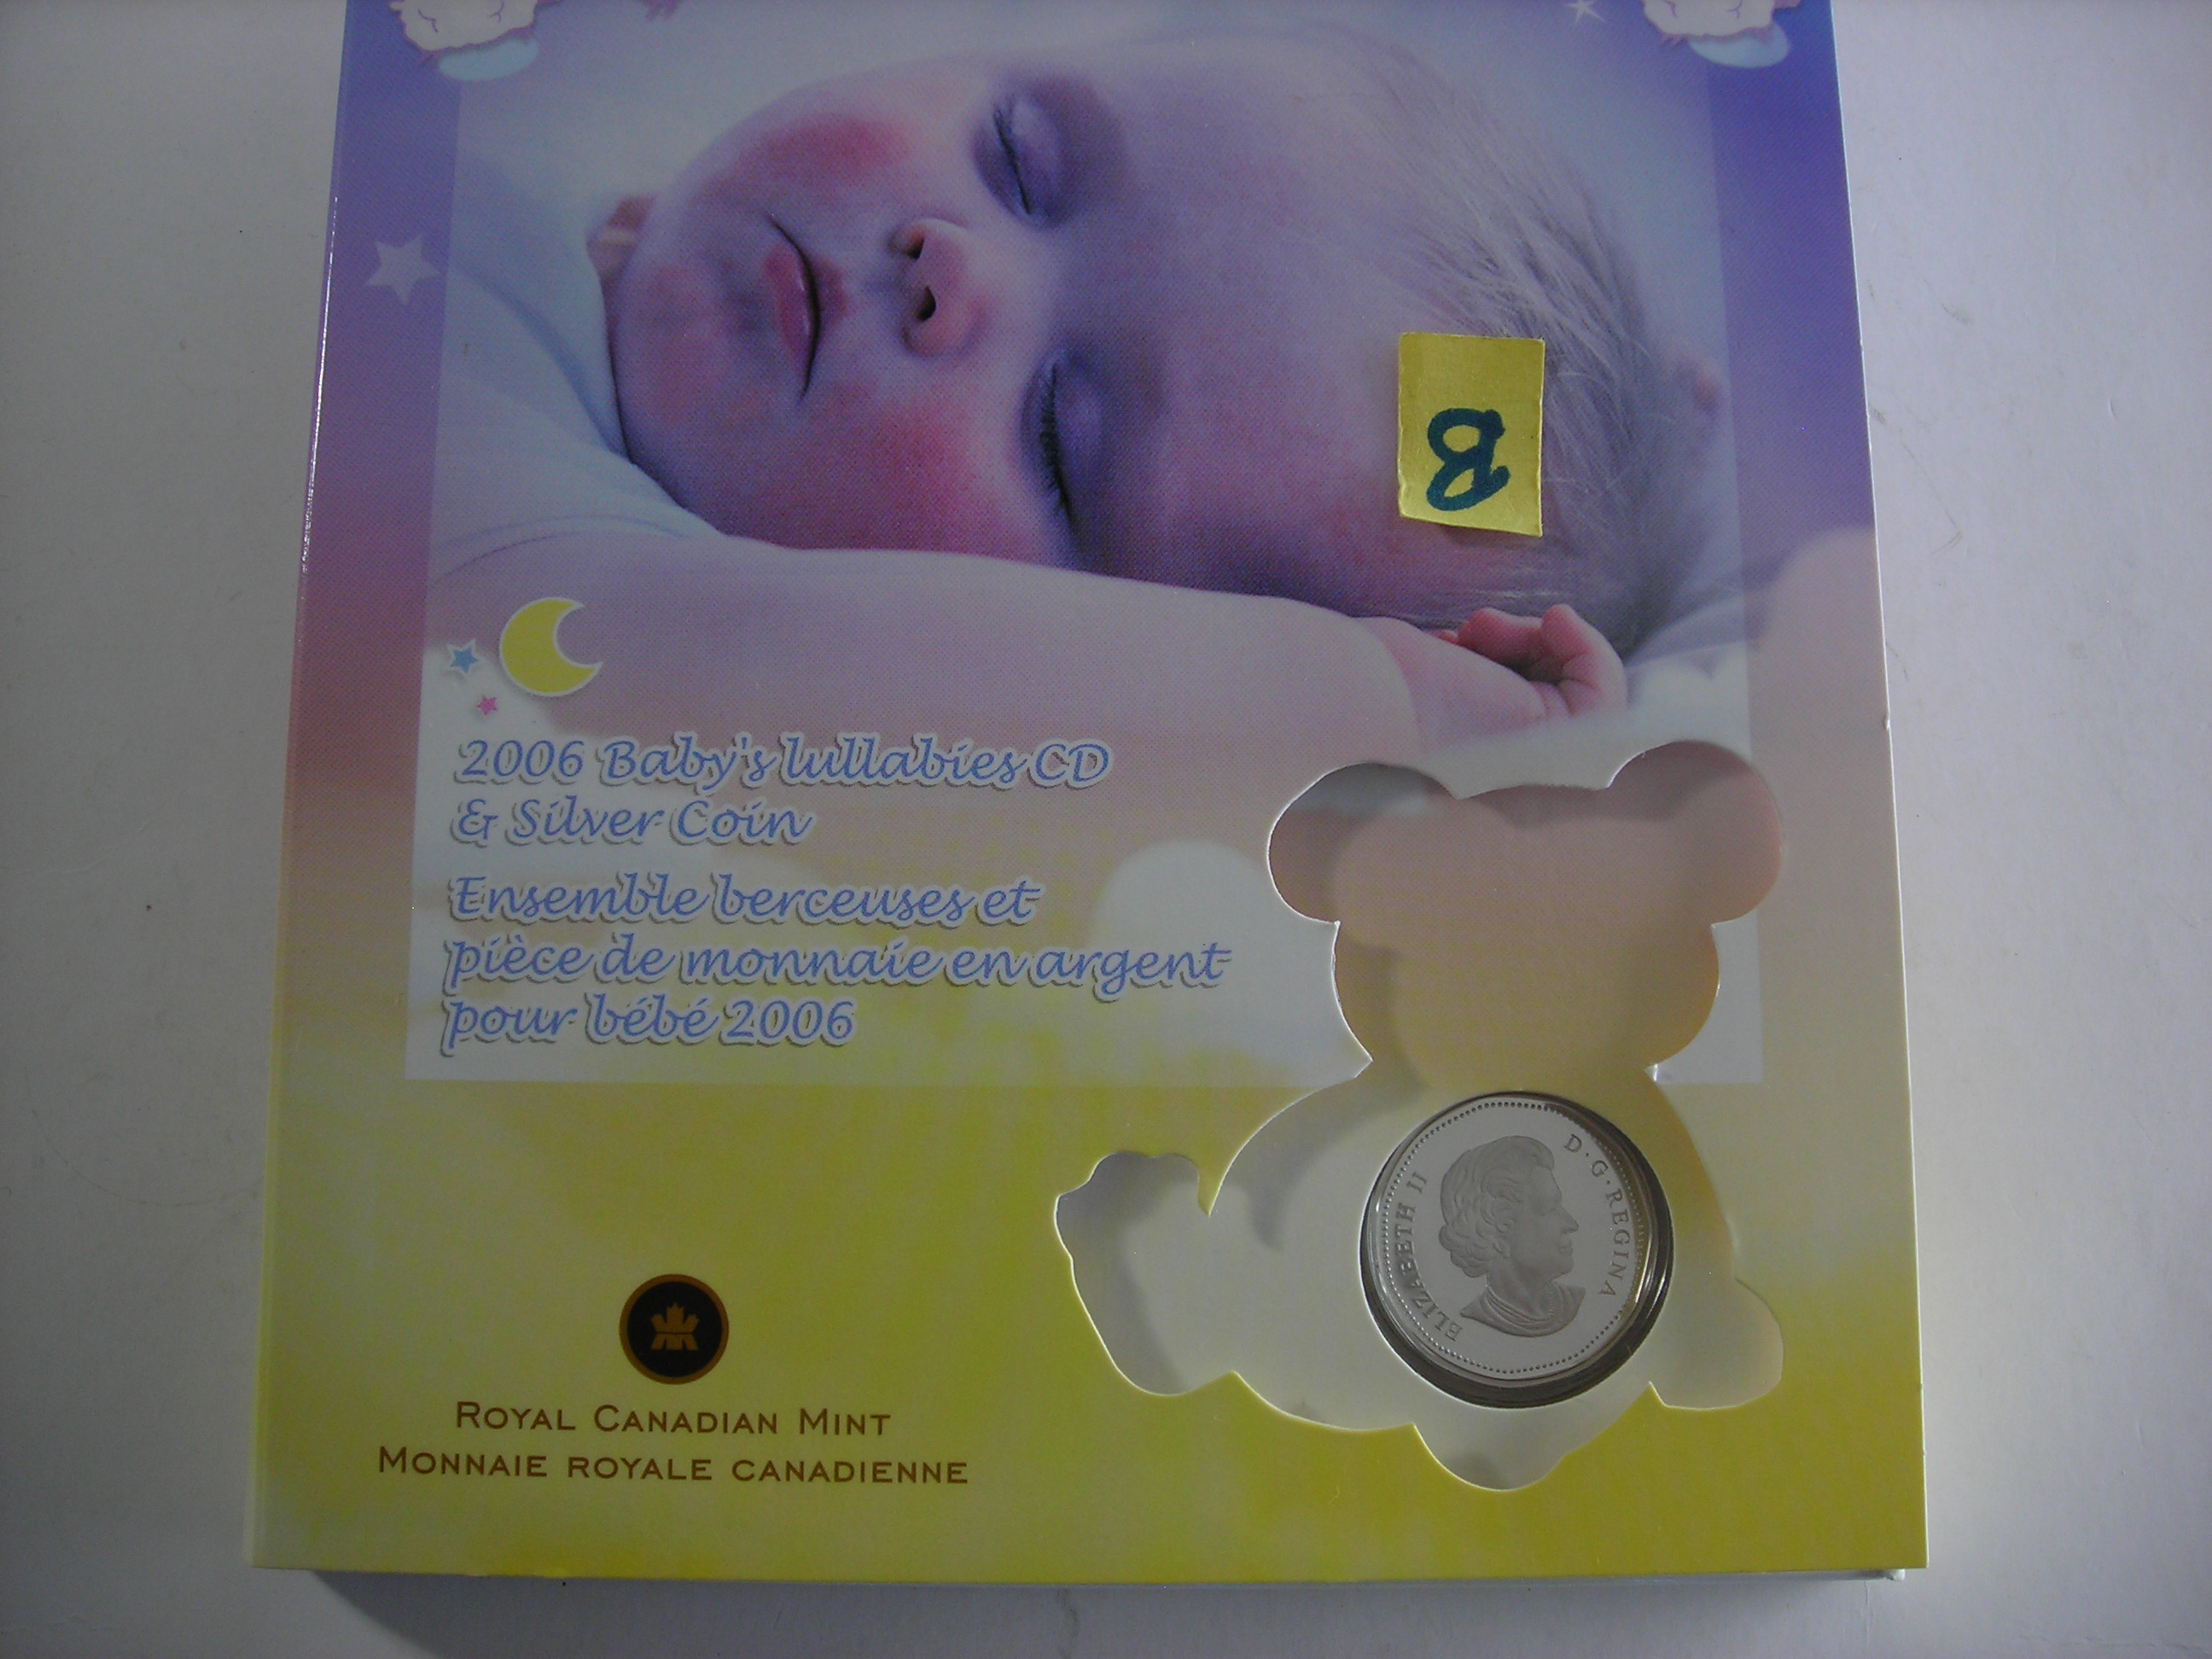 8
2006 Baby's lullabies CD
& Silver Coin
Ensemble berceuses et
pièce de monnaie en argent
pour bébé 2006
ELIZABETH II D·G·REGINA
ROYAL CANADIAN MINT
MONNAIE ROYALE CANADIENNE